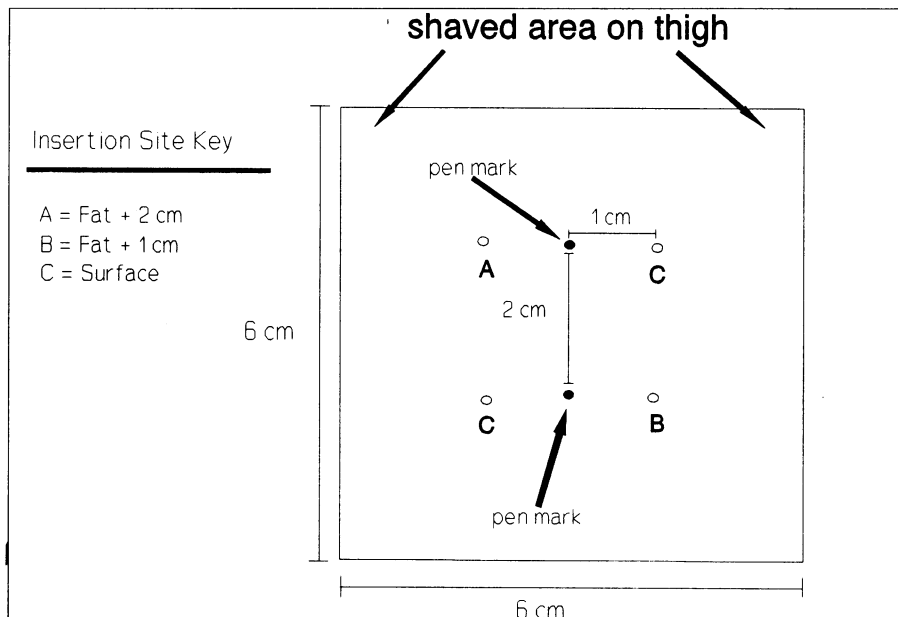 shaved area on thigh
Insertion Site Key
A = Fat + 2 cm
B = Fat + 1 cm
C = Surface
pen mark
1 cm
A
C
2 cm
6 cm
C
B
pen mark
6 cm